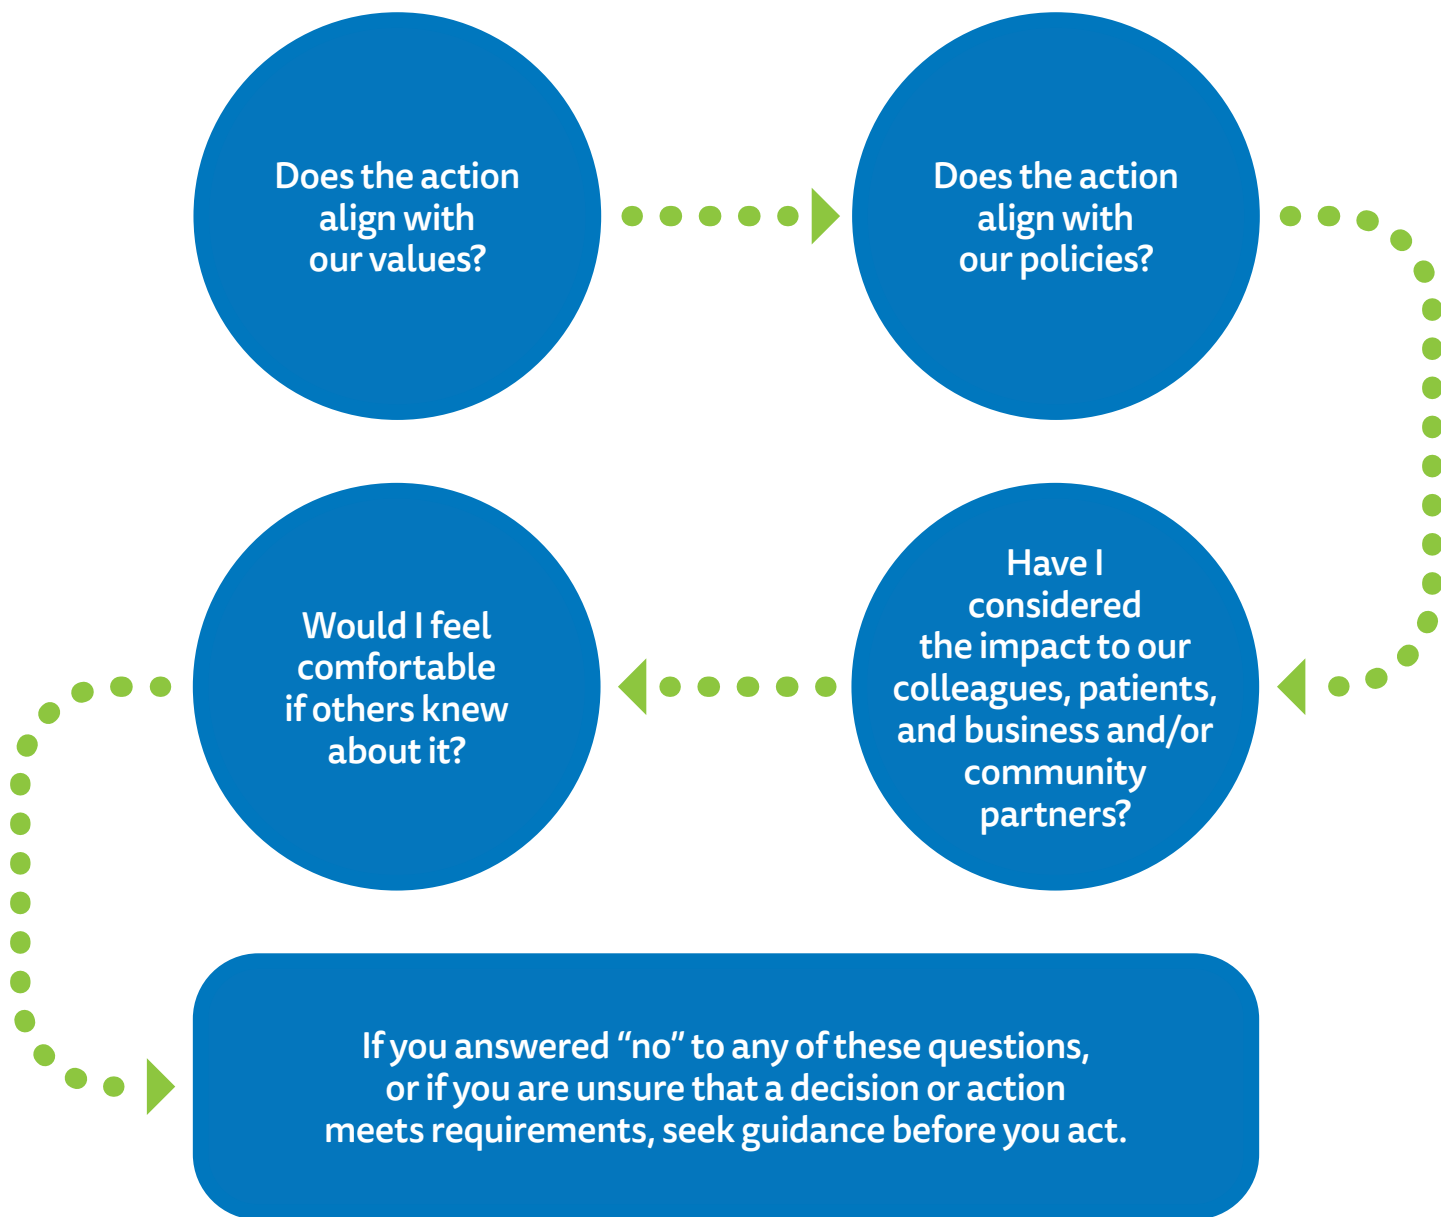 Does the action
align with
our values?
Does the action
align with
our policies?
Have I
considered
the impact to our
colleagues, patients,
and business and/or
community
partners?
Would I feel
comfortable
if others knew
about it?
If you answered “no” to any of these questions,
or if you are unsure that a decision or action
meets requirements, seek guidance before you act.